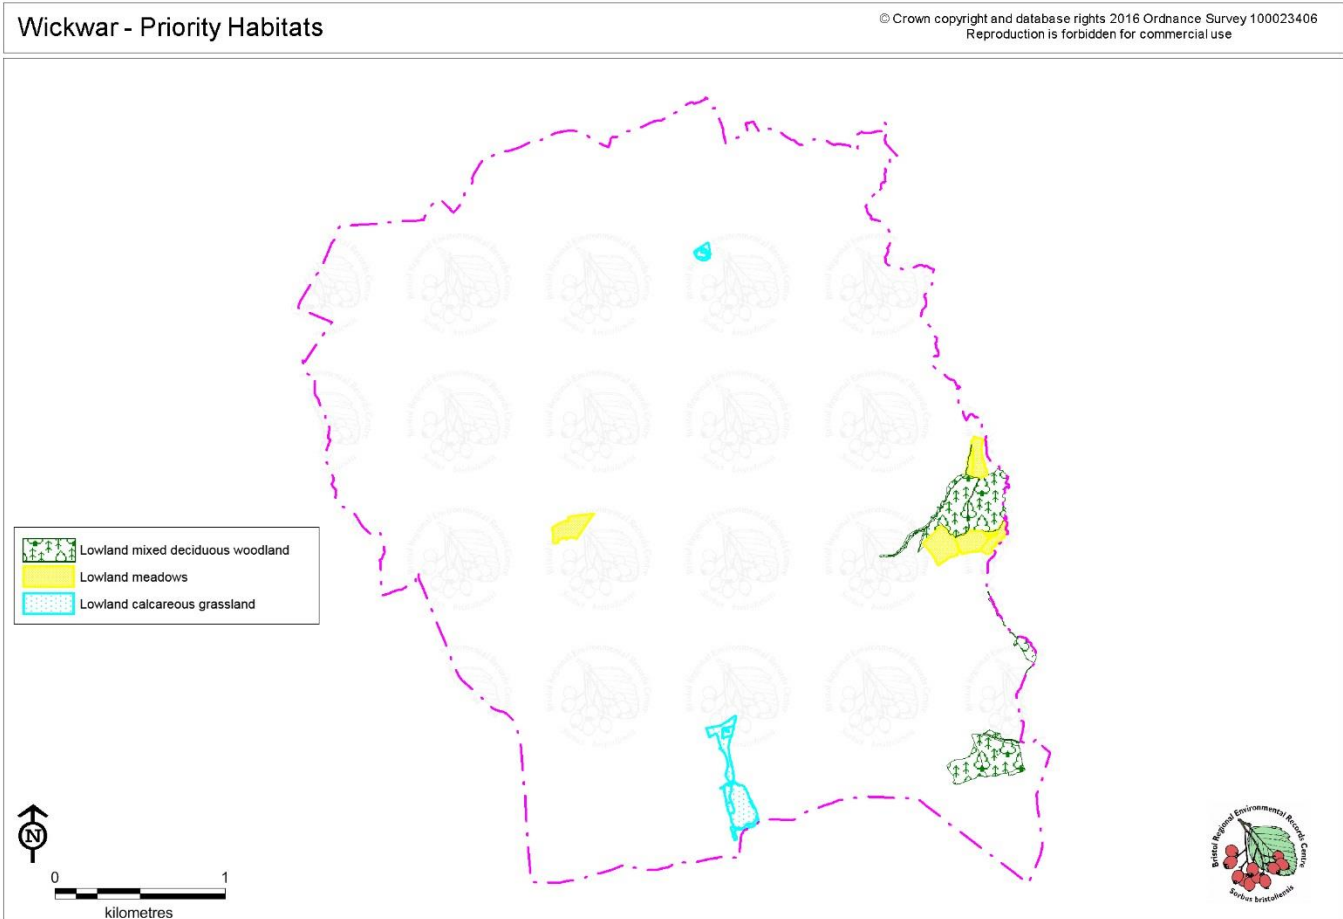 Wickwar - Priority Habitats
© Crown copyright and database rights 2016 Ordnance Survey 100023406
Reproduction is forbidden for commercial use
Lowland mixed deciduous woodland
Lowland meadows
Lowland calcareous grassland
N
0 1
kilometres
Bristol Regional Environmental Records Centre
Sorbus bristoliensis